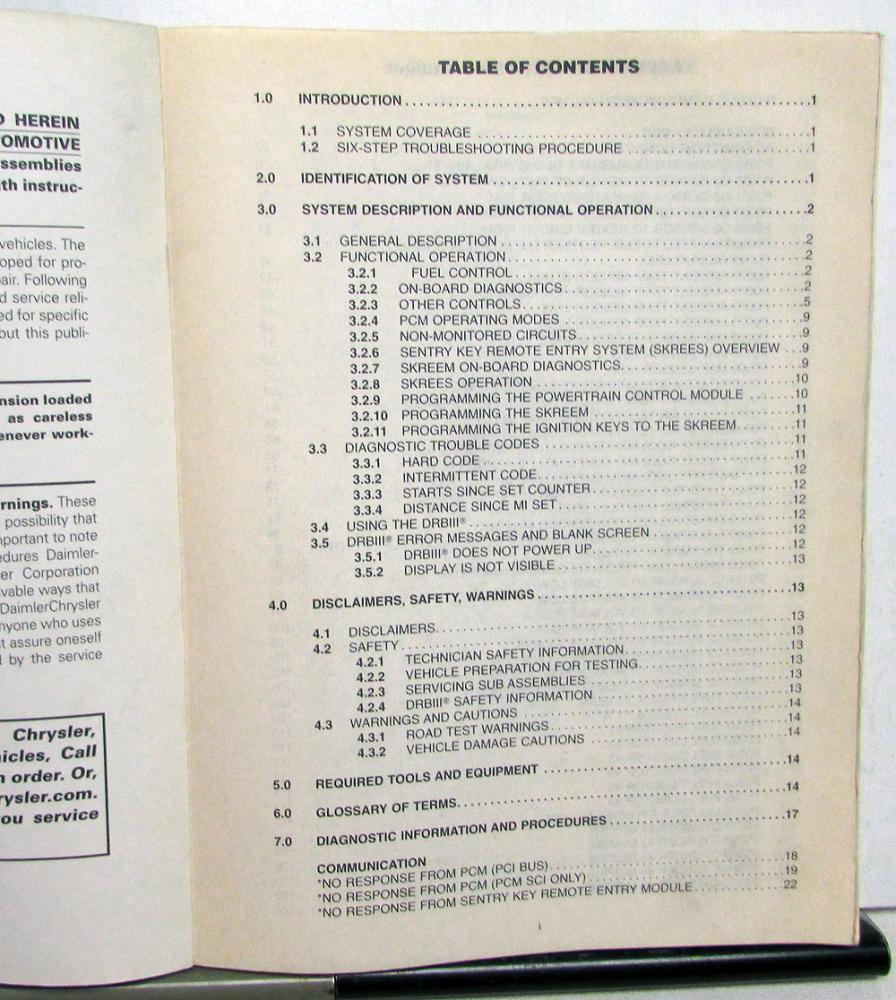 D HEREIN
OMOTIVE
ssemblies
th instruc-
vehicles. The
oped for pro-
air. Following
d service reli-
ed for specific
out this publi-
nsion loaded
as careless
enever work-
rnings. These
possibility that
nportant to note
edures Daimler-
er Corporation
vable ways that
DaimlerChrysler
nyone who uses
t assure oneself
d by the service
Chrysler,
icles, Call
n order. Or,
rysler.com.
ou service
TABLE OF CONTENTS
1.0 INTRODUCTION 1
1.1 SYSTEM COVERAGE 1
1.2 SIX-STEP TROUBLESHOOTING PROCEDURE 1
2.0 IDENTIFICATION OF SYSTEM 1
3.0 SYSTEM DESCRIPTION AND FUNCTIONAL OPERATION 2
3.1 GENERAL DESCRIPTION 2
3.2 FUNCTIONAL OPERATION 2
3.2.1 FUEL CONTROL 2
3.2.2 ON-BOARD DIAGNOSTICS 2
3.2.3 OTHER CONTROLS 5
3.2.4 PCM OPERATING MODES 9
3.2.5 NON-MONITORED CIRCUITS 9
3.2.6 SENTRY KEY REMOTE ENTRY SYSTEM (SKREES) OVERVIEW 9
3.2.7 SKREEM ON-BOARD DIAGNOSTICS 9
3.2.8 SKREES OPERATION 10
3.2.9 PROGRAMMING THE POWERTRAIN CONTROL MODULE 10
3.2.10 PROGRAMMING THE SKREEM 11
3.2.11 PROGRAMMING THE IGNITION KEYS TO THE SKREEM 11
3.3 DIAGNOSTIC TROUBLE CODES 11
3.3.1 HARD CODE 11
3.3.2 INTERMITTENT CODE 12
3.3.3 STARTS SINCE SET COUNTER 12
3.3.4 DISTANCE SINCE MI SET 12
3.4 USING THE DRBIII® 12
3.5 DRBIII® ERROR MESSAGES AND BLANK SCREEN 12
3.5.1 DRBIII® DOES NOT POWER UP 12
3.5.2 DISPLAY IS NOT VISIBLE 13
4.0 DISCLAIMERS, SAFETY, WARNINGS 13
4.1 DISCLAIMERS 13
4.2 SAFETY 13
4.2.1 TECHNICIAN SAFETY INFORMATION 13
4.2.2 VEHICLE PREPARATION FOR TESTING 13
4.2.3 SERVICING SUB ASSEMBLIES 13
4.2.4 DRBIII® SAFETY INFORMATION 13
4.3 WARNINGS AND CAUTIONS 14
4.3.1 ROAD TEST WARNINGS 14
4.3.2 VEHICLE DAMAGE CAUTIONS 14
5.0 REQUIRED TOOLS AND EQUIPMENT 14
6.0 GLOSSARY OF TERMS 14
7.0 DIAGNOSTIC INFORMATION AND PROCEDURES 17
COMMUNICATION
*NO RESPONSE FROM PCM (PCI BUS) 18
*NO RESPONSE FROM PCM (PCM SCI ONLY) 19
*NO RESPONSE FROM SENTRY KEY REMOTE ENTRY MODULE 22
i